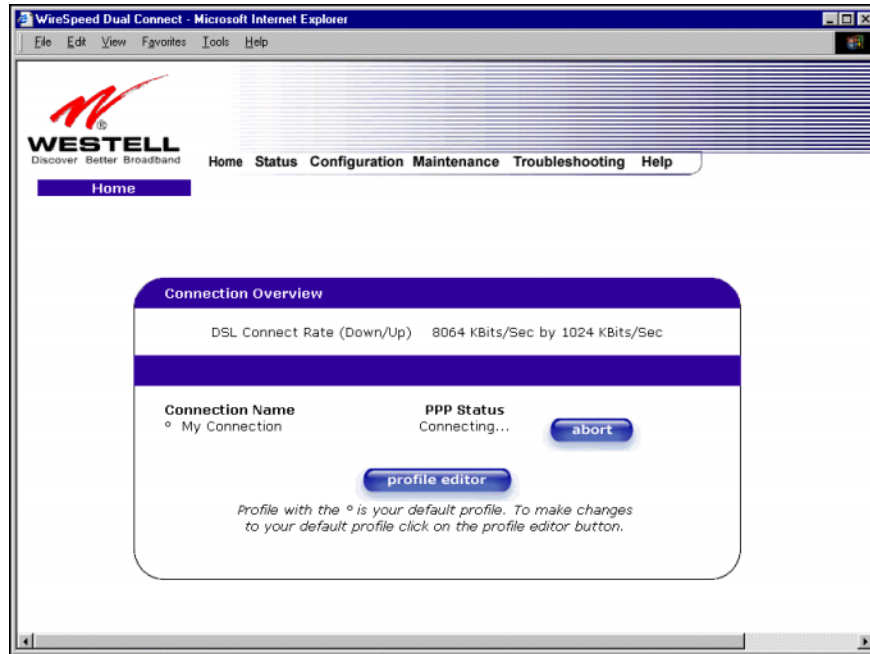 WireSpeed Dual Connect - Microsoft Internet Explorer
File Edit View Favorites Tools Help
®
WESTELL
Discover Better Broadband
Home Status Configuration Maintenance Troubleshooting Help
Home
Connection Overview
DSL Connect Rate (Down/Up) 8064 KBits/Sec by 1024 KBits/Sec
Connection Name PPP Status
° My Connection Connecting... abort
profile editor
Profile with the ° is your default profile. To make changes
to your default profile click on the profile editor button.